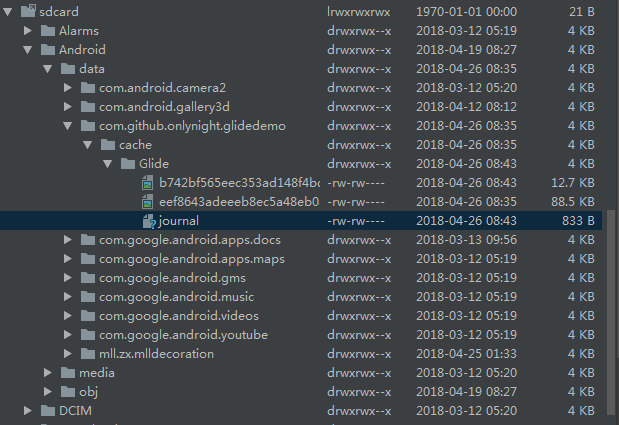 sdcard lrwxrwxrwx 1970-01-01 00:00 21 B
Alarms drwxrwx--x 2018-03-12 05:19 4 KB
Android drwxrwx--x 2018-04-19 08:27 4 KB
data drwxrwx--x 2018-04-26 08:35 4 KB
com.android.camera2 drwxrwx--x 2018-03-12 05:20 4 KB
com.android.gallery3d drwxrwx--x 2018-04-12 08:12 4 KB
com.github.onlynight.glidedemo drwxrwx--x 2018-04-26 08:35 4 KB
cache drwxrwx--x 2018-04-26 08:35 4 KB
Glide drwxrwx--x 2018-04-26 08:43 4 KB
b742bf565eec353ad148f4bc -rw-rw---- 2018-04-26 08:43 12.7 KB
eef8643adeeeb8ec5a48eb0 -rw-rw---- 2018-04-26 08:35 88.5 KB
journal -rw-rw---- 2018-04-26 08:43 833 B
com.google.android.apps.docs drwxrwx--x 2018-03-13 09:56 4 KB
com.google.android.apps.maps drwxrwx--x 2018-03-12 05:19 4 KB
com.google.android.gms drwxrwx--x 2018-03-12 05:19 4 KB
com.google.android.music drwxrwx--x 2018-03-12 05:19 4 KB
com.google.android.videos drwxrwx--x 2018-03-12 05:19 4 KB
com.google.android.youtube drwxrwx--x 2018-03-12 05:19 4 KB
mll.zx.mlldecoration drwxrwx--x 2018-04-25 01:33 4 KB
media drwxrwx--x 2018-03-12 05:20 4 KB
obj drwxrwx--x 2018-04-19 08:27 4 KB
DCIM drwxrwx--x 2018-03-12 05:20 4 KB